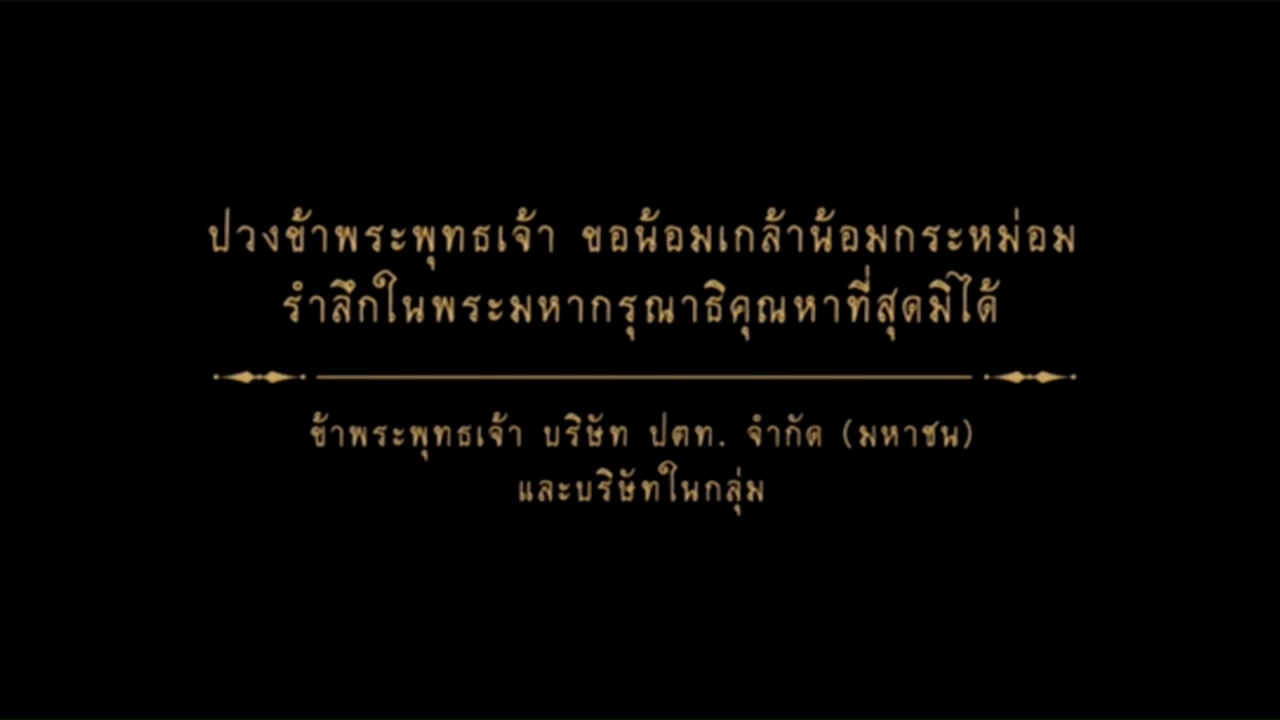 ปวงข้าพระพุทธเจ้า ขอน้อมเกล้าน้อมกระหม่อม
รำลึกในพระมหากรุณาธิคุณหาที่สุดมิได้
ข้าพระพุทธเจ้า บริษัท ปตท. จำกัด (มหาชน)
และบริษัทในกลุ่ม